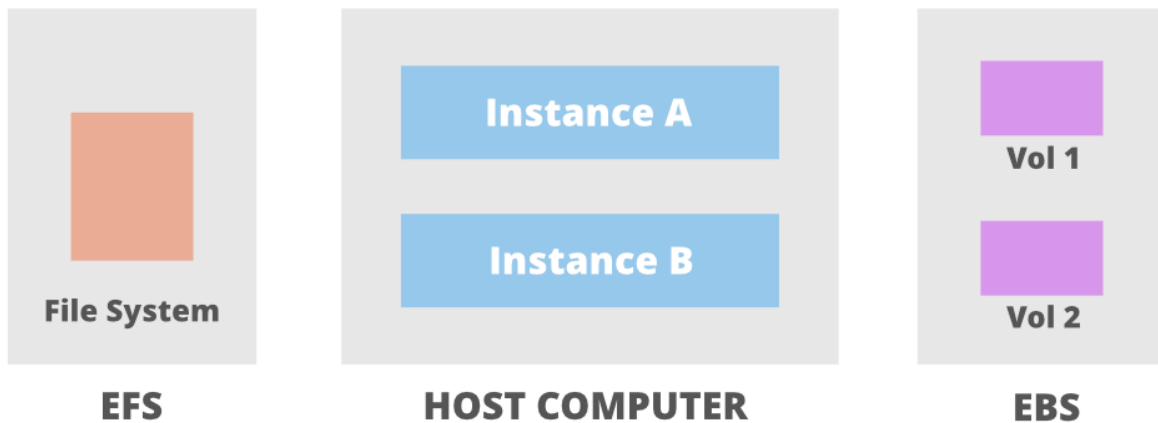 File System
EFS
Instance A
Instance B
HOST COMPUTER
Vol 1
Vol 2
EBS